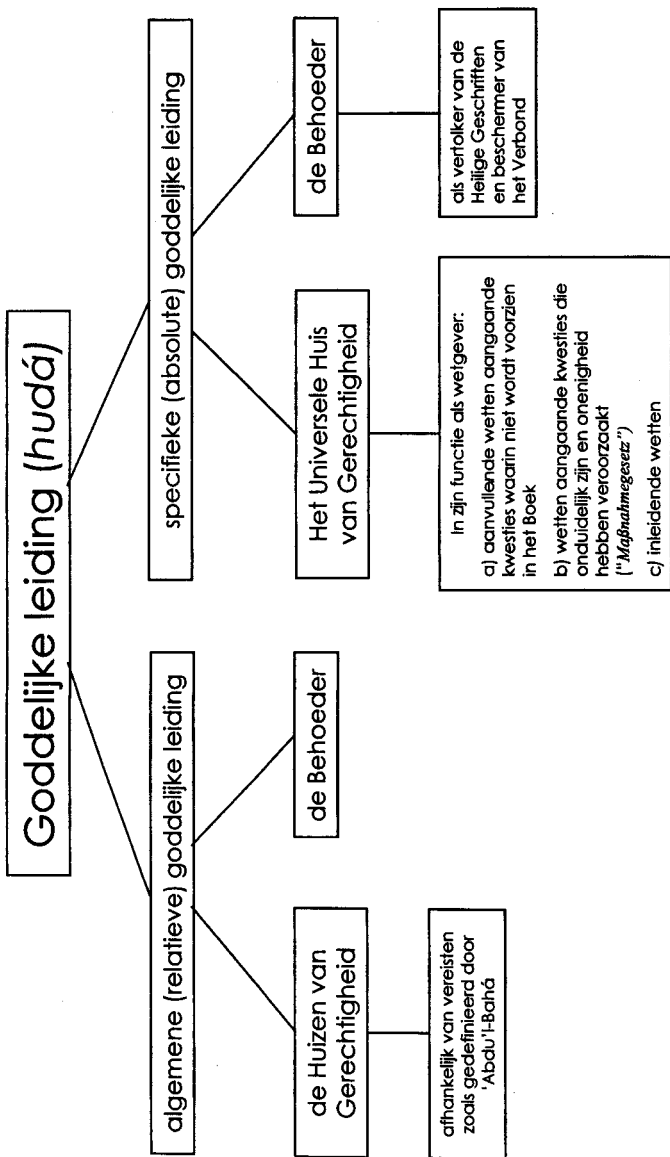 Goddelijke leiding (hudá)
algemene (relatieve) goddelijke leiding
specifieke (absolute) goddelijke leiding
de Huizen van
Gerechtigheid
de Behoeder
Het Universele Huis
van Gerechtigheid
de Behoeder
afhankelijk van vereisten
zoals gedefinieerd door
'Abdu'l-Bahá
In zijn functie als wetgever:
a) aanvullende wetten aangaande
kwesties waarin niet wordt voorzien
in het Boek
b) wetten aangaande kwesties die
onduidelijk zijn en onenigheid
hebben veroorzaakt
("Maßnahmegesetz")
c) inleidende wetten
als vertolker van de
Heilige Geschriften
en beschermer van
het Verbond